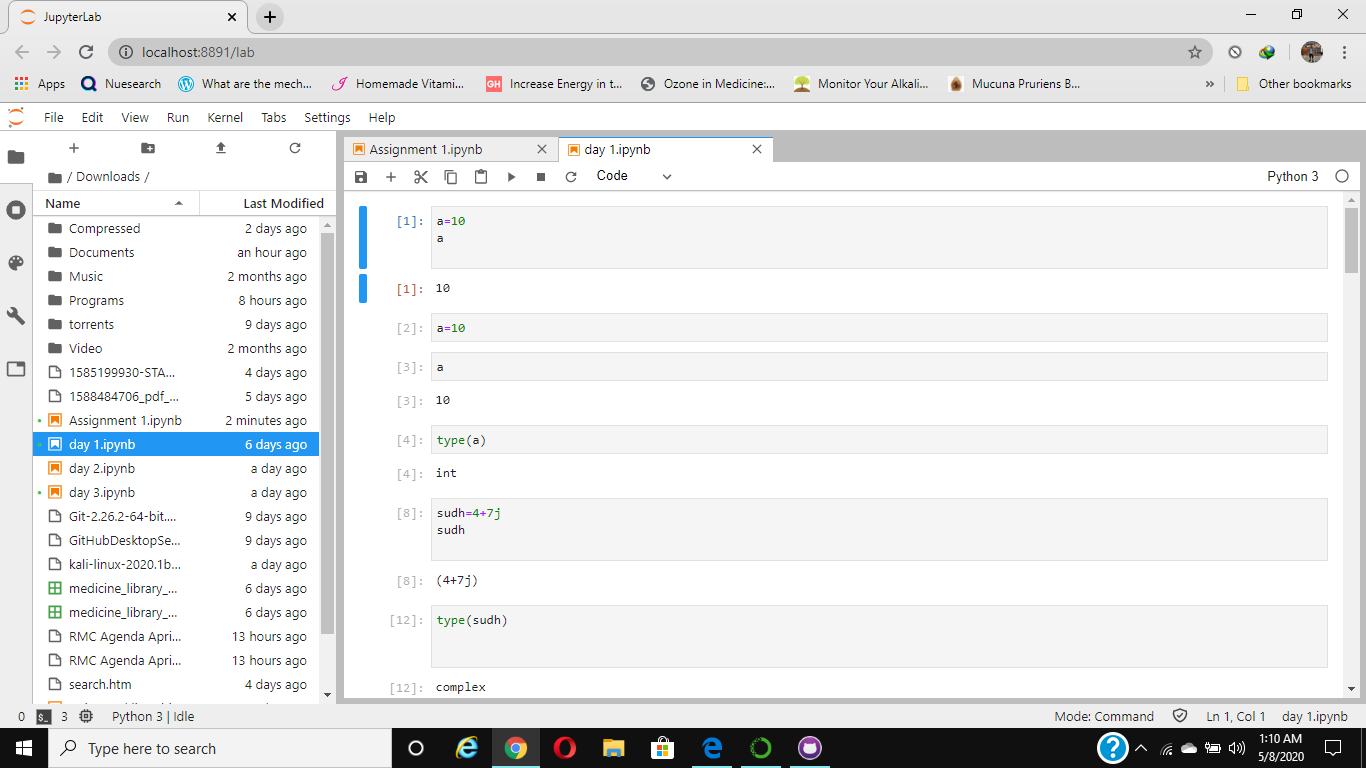 JupyterLab
localhost:8891/lab
Apps Nuesearch What are the mech... Homemade Vitami... GH Increase Energy in t... Ozone in Medicine:... Monitor Your Alkali... Mucuna Pruriens B... » Other bookmarks
File Edit View Run Kernel Tabs Settings Help
/ Downloads /
Name Last Modified
Compressed 2 days ago
Documents an hour ago
Music 2 months ago
Programs 8 hours ago
torrents 9 days ago
Video 2 months ago
1585199930-STA... 4 days ago
1588484706_pdf_... 5 days ago
Assignment 1.ipynb 2 minutes ago
day 1.ipynb 6 days ago
day 2.ipynb a day ago
day 3.ipynb a day ago
Git-2.26.2-64-bit.... 9 days ago
GitHubDesktopSe... 9 days ago
kali-linux-2020.1b... a day ago
medicine_library_... 6 days ago
medicine_library_... 6 days ago
RMC Agenda Apri... 13 hours ago
RMC Agenda Apri... 13 hours ago
search.htm 4 days ago
Assignment 1.ipynb day 1.ipynb
Code Python 3
[1]: a=10
a
[1]: 10
[2]: a=10
[3]: a
[3]: 10
[4]: type(a)
[4]: int
[8]: sudh=4+7j
sudh
[8]: (4+7j)
[12]: type(sudh)
[12]: complex
0 3 Python 3 | Idle Mode: Command Ln 1, Col 1 day 1.ipynb
Type here to search
1:10 AM
5/8/2020